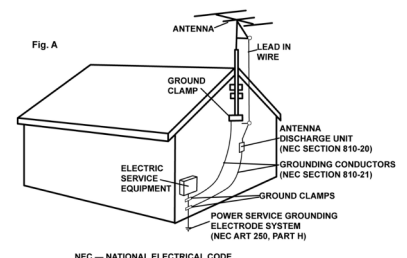 Fig. A
ANTENNA
LEAD IN
WIRE
GROUND
CLAMP
ANTENNA
DISCHARGE UNIT
(NEC SECTION 810-20)
ELECTRIC
SERVICE
EQUIPMENT
GROUNDING CONDUCTORS
(NEC SECTION 810-21)
GROUND CLAMPS
POWER SERVICE GROUNDING
ELECTRODE SYSTEM
(NEC ART 250, PART H)
NEC — NATIONAL ELECTRICAL CODE